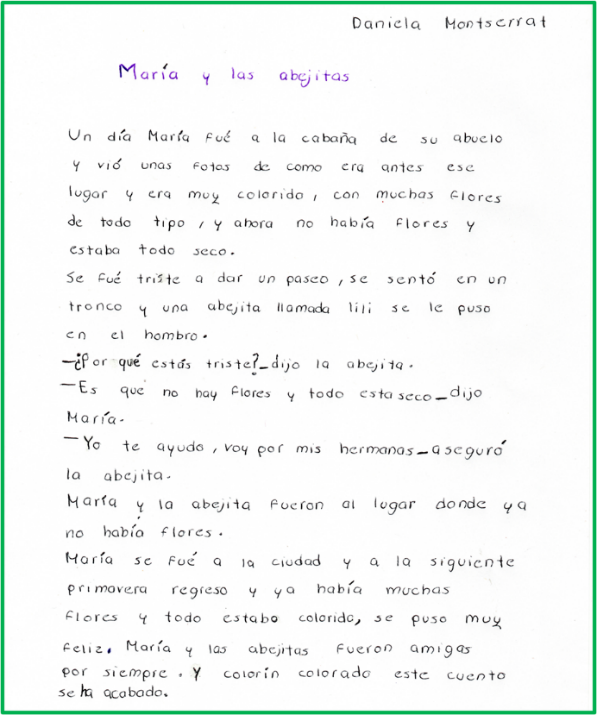 Daniela Montserrat
María y las abejitas
Un día María fué a la cabaña de su abuelo
y vió unas fotos de como era antes ese
lugar y era muy colorido, con muchas flores
de todo tipo, y ahora no había flores y
estaba todo seco.
Se fué triste a dar un paseo, se sentó en un
tronco y una abejita llamada lili se le puso
en el hombro.
—¿Por qué estás triste?—dijo la abejita.
—Es que no hay flores y todo esta seco—dijo
María.
—Yo te ayudo, voy por mis hermanas—aseguró
la abejita.
María y la abejita fueron al lugar donde ya
no había flores.
María se fué a la ciudad y a la siguiente
primavera regreso y ya había muchas
flores y todo estaba colorido, se puso muy
feliz. María y las abejitas fueron amigas
por siempre. Y colorín colorado este cuento
se ha acabado.